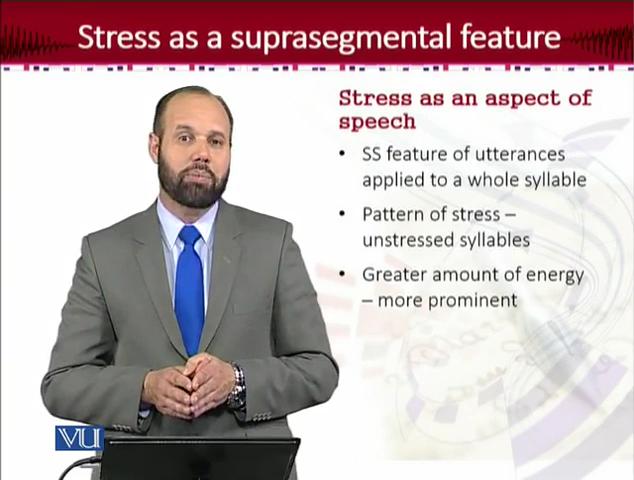 Stress as a suprasegmental feature
Stress as an aspect of
speech
• SS feature of utterances
applied to a whole syllable
• Pattern of stress –
unstressed syllables
• Greater amount of energy
– more prominent
VU